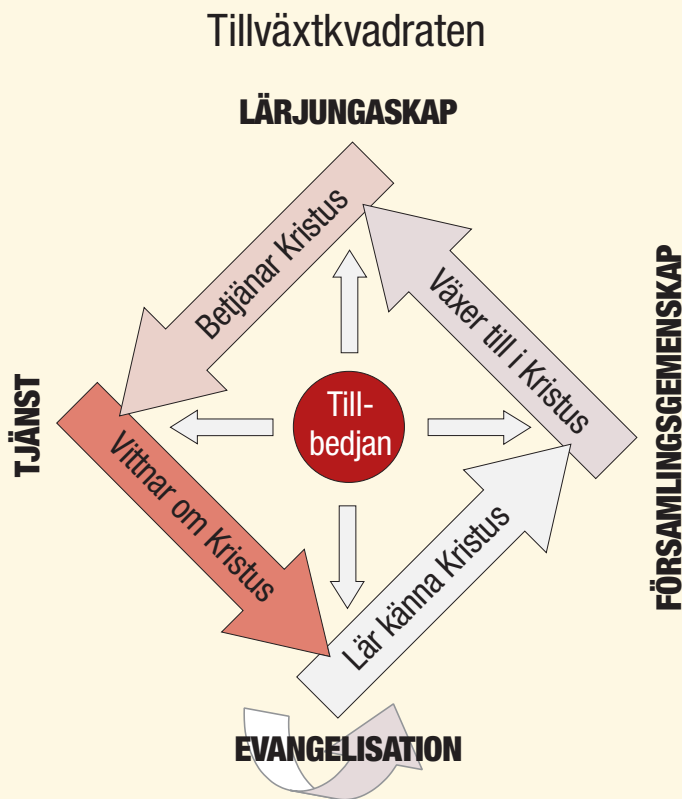 Tillväxtkvadraten
LÄRJUNGASKAP
Betjänar Kristus
Växer till i Kristus
FÖRSAMLINGSGEMENSKAP
TJÄNST
Till-
bedjan
Vittnar om Kristus
Lär känna Kristus
EVANGELISATION